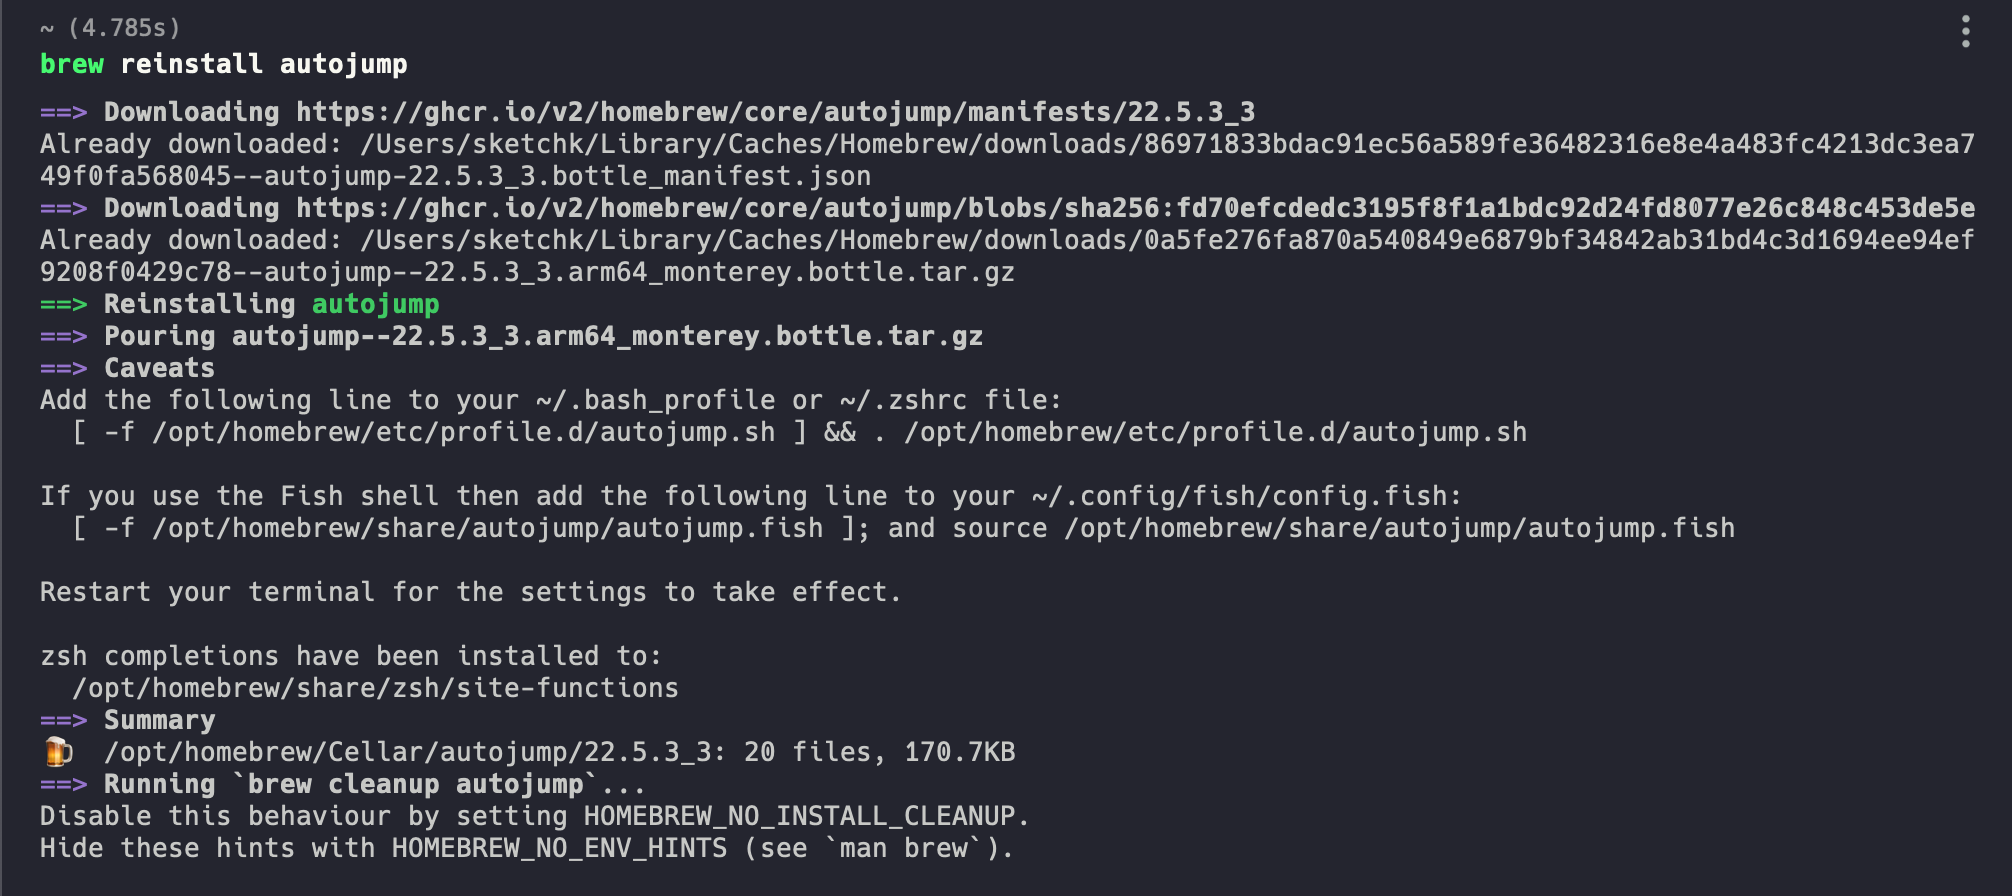 ~ (4.785s)
brew reinstall autojump
==> Downloading https://ghcr.io/v2/homebrew/core/autojump/manifests/22.5.3_3
Already downloaded: /Users/sketchk/Library/Caches/Homebrew/downloads/86971833bdac91ec56a589fe36482316e8e4a483fc4213dc3ea7
49f0fa568045--autojump-22.5.3_3.bottle_manifest.json
==> Downloading https://ghcr.io/v2/homebrew/core/autojump/blobs/sha256:fd70efcdedc3195f8f1a1bdc92d24fd8077e26c848c453de5e
Already downloaded: /Users/sketchk/Library/Caches/Homebrew/downloads/0a5fe276fa870a540849e6879bf34842ab31bd4c3d1694ee94ef
9208f0429c78--autojump--22.5.3_3.arm64_monterey.bottle.tar.gz
==> Reinstalling autojump
==> Pouring autojump--22.5.3_3.arm64_monterey.bottle.tar.gz
==> Caveats
Add the following line to your ~/.bash_profile or ~/.zshrc file:
  [ -f /opt/homebrew/etc/profile.d/autojump.sh ] && . /opt/homebrew/etc/profile.d/autojump.sh
If you use the Fish shell then add the following line to your ~/.config/fish/config.fish:
  [ -f /opt/homebrew/share/autojump/autojump.fish ]; and source /opt/homebrew/share/autojump/autojump.fish
Restart your terminal for the settings to take effect.
zsh completions have been installed to:
  /opt/homebrew/share/zsh/site-functions
==> Summary
🍺  /opt/homebrew/Cellar/autojump/22.5.3_3: 20 files, 170.7KB
==> Running `brew cleanup autojump`...
Disable this behaviour by setting HOMEBREW_NO_INSTALL_CLEANUP.
Hide these hints with HOMEBREW_NO_ENV_HINTS (see `man brew`).